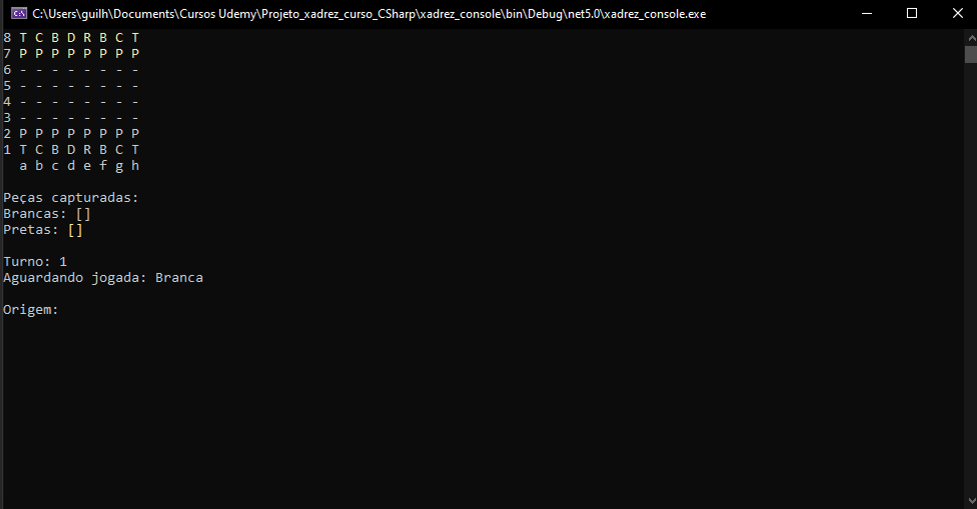 C:\Users\guilh\Documents\Cursos Udemy\Projeto_xadrez_curso_CSharp\xadrez_console\bin\Debug\net5.0\xadrez_console.exe
8 T C B D R B C T
7 P P P P P P P P
6 - - - - - - - -
5 - - - - - - - -
4 - - - - - - - -
3 - - - - - - - -
2 P P P P P P P P
1 T C B D R B C T
  a b c d e f g h
Peças capturadas:
Brancas: []
Pretas: []
Turno: 1
Aguardando jogada: Branca
Origem: